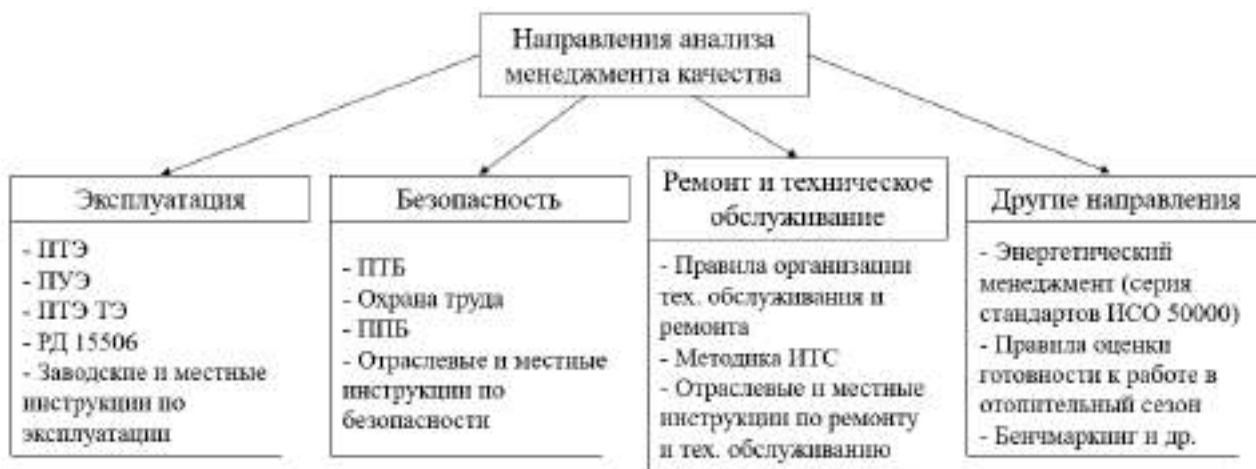 Направления анализа
менеджмента качества
Эксплуатация
- ПТЭ
- ПУЭ
- ПТЭ ТЭ
- РД 15506
- Заводские и местные
инструкции по
эксплуатации
Безопасность
- ПТБ
- Охрана труда
- ППБ
- Отраслевые и местные
инструкции по
безопасности
Ремонт и техническое
обслуживание
- Правила организации
тех. обслуживания и
ремонта
- Методика ИТС
- Отраслевые и местные
инструкции по ремонту
и тех. обслуживанию
Другие направления
- Энергетический
менеджмент (серия
стандартов ИСО 50000)
- Правила оценки
готовности к работе в
отопительный сезон
- Бенчмаркинг и др.